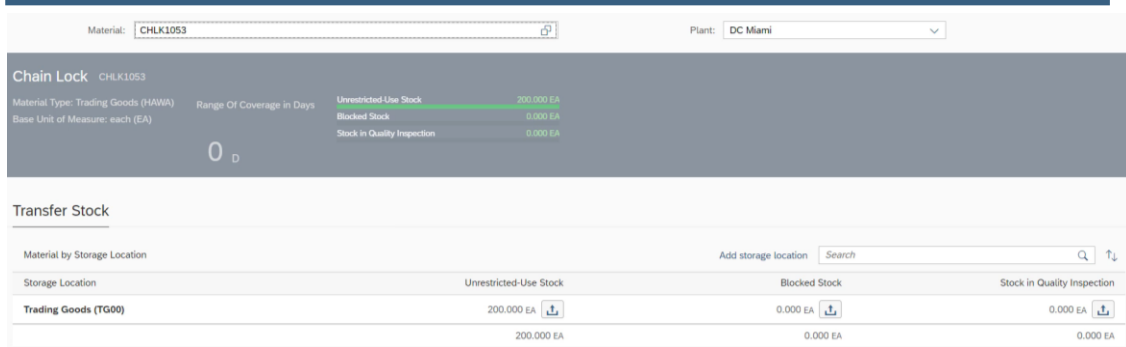 Material: CHLK1053 Plant: DC Miami
Chain Lock CHLK1053
Material Type: Trading Goods (HAWA) Range Of Coverage in Days Unrestricted-Use Stock 200.000 EA
Base Unit of Measure: each (EA) Blocked Stock 0.000 EA
Stock in Quality Inspection 0.000 EA
0 D
Transfer Stock
Material by Storage Location Add storage location Search
Storage Location Unrestricted-Use Stock Blocked Stock Stock in Quality Inspection
Trading Goods (TG00) 200.000 EA 0.000 EA 0.000 EA
200.000 EA 0.000 EA 0.000 EA